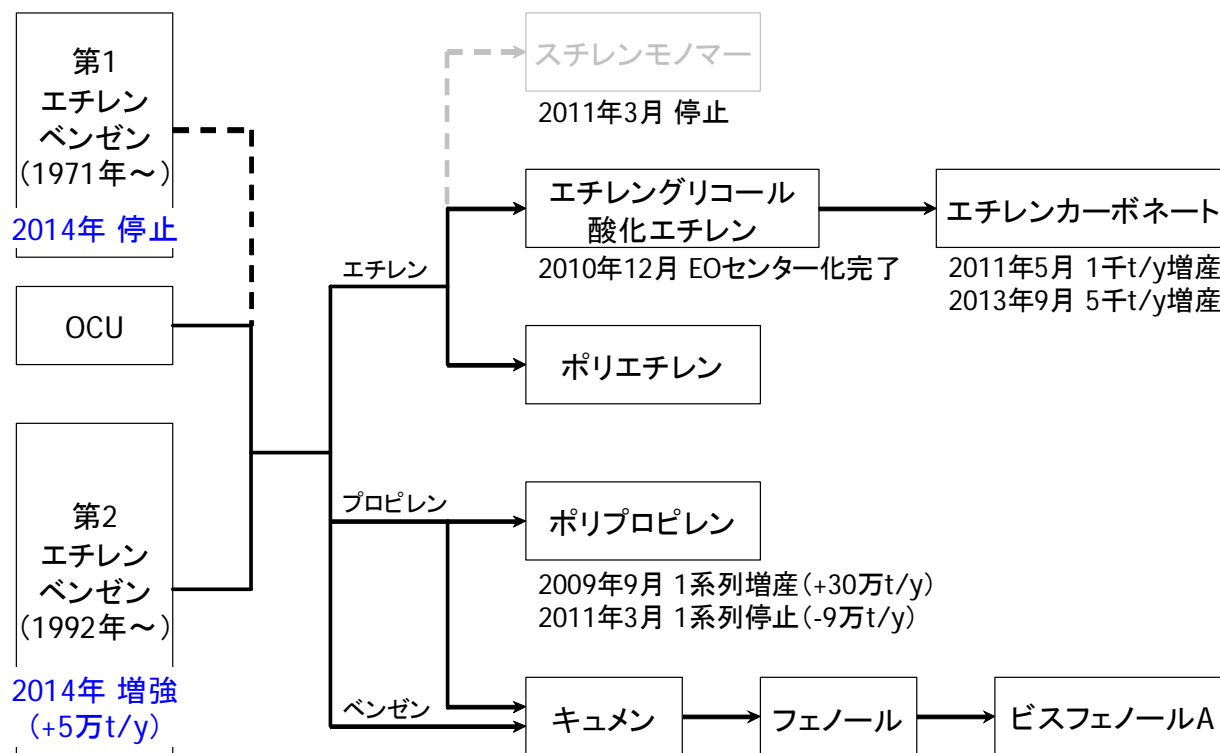 第1
エチレン
ベンゼン
（1971年～）
2014年 停止
OCU
第2
エチレン
ベンゼン
（1992年～）
2014年 増強
（+5万t/y）
エチレン
プロピレン
ベンゼン
スチレンモノマー
2011年3月 停止
エチレングリコール
酸化エチレン
2010年12月 EOセンター化完了
エチレンカーボネート
2011年5月 1千t/y増産
2013年9月 5千t/y増産
ポリエチレン
ポリプロピレン
2009年9月 1系列増産（+30万t/y）
2011年3月 1系列停止（-9万t/y）
キュメン
フェノール
ビスフェノールA